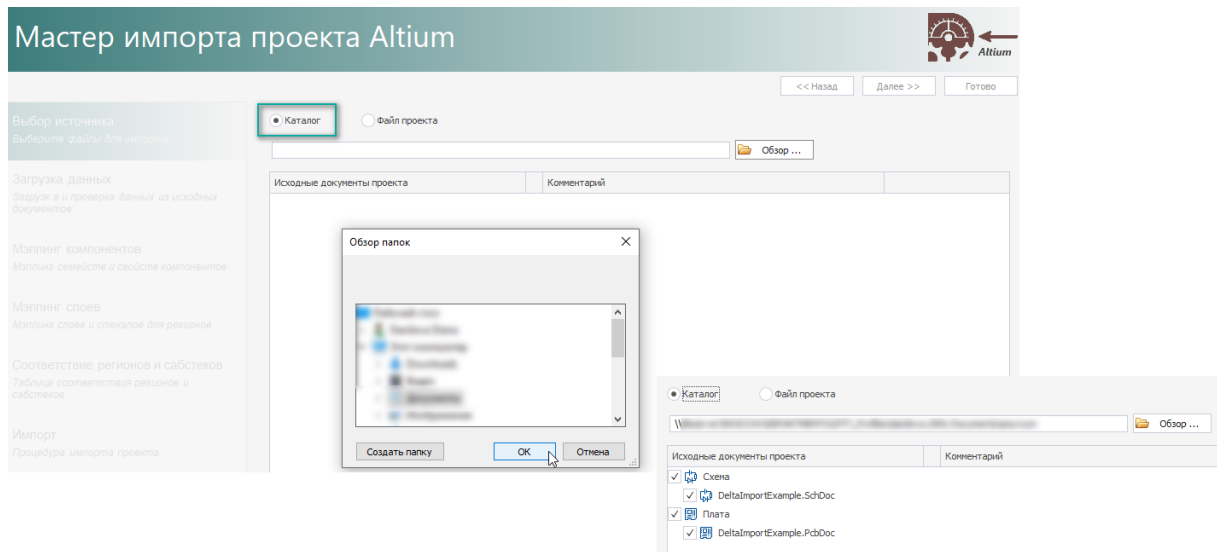 Мастер импорта проекта Altium
Altium
<< Назад
Далее >>
Готово
Выбор источника
Выберите файлы для импорта
Загрузка данных
Загрузк а и проверка данных из исходных
документов
Мэппинг компонентов
Мэппинг семейств и свойств компонентов
Мэппинг слоев
Мэппинг слоев и стекапов для регионов
Соответствие регионов и сабстеков
Таблица соответствия регионов и
сабстеков
Импорт
Процедура импорта проекта
Каталог
Файл проекта
Обзор ...
Исходные документы проекта
Комментарий
Обзор папок
Создать папку
ОК
Отмена
Каталог
Файл проекта
\\
Обзор ...
Исходные документы проекта
Комментарий
Схема
DeltaImportExample.SchDoc
Плата
DeltaImportExample.PcbDoc